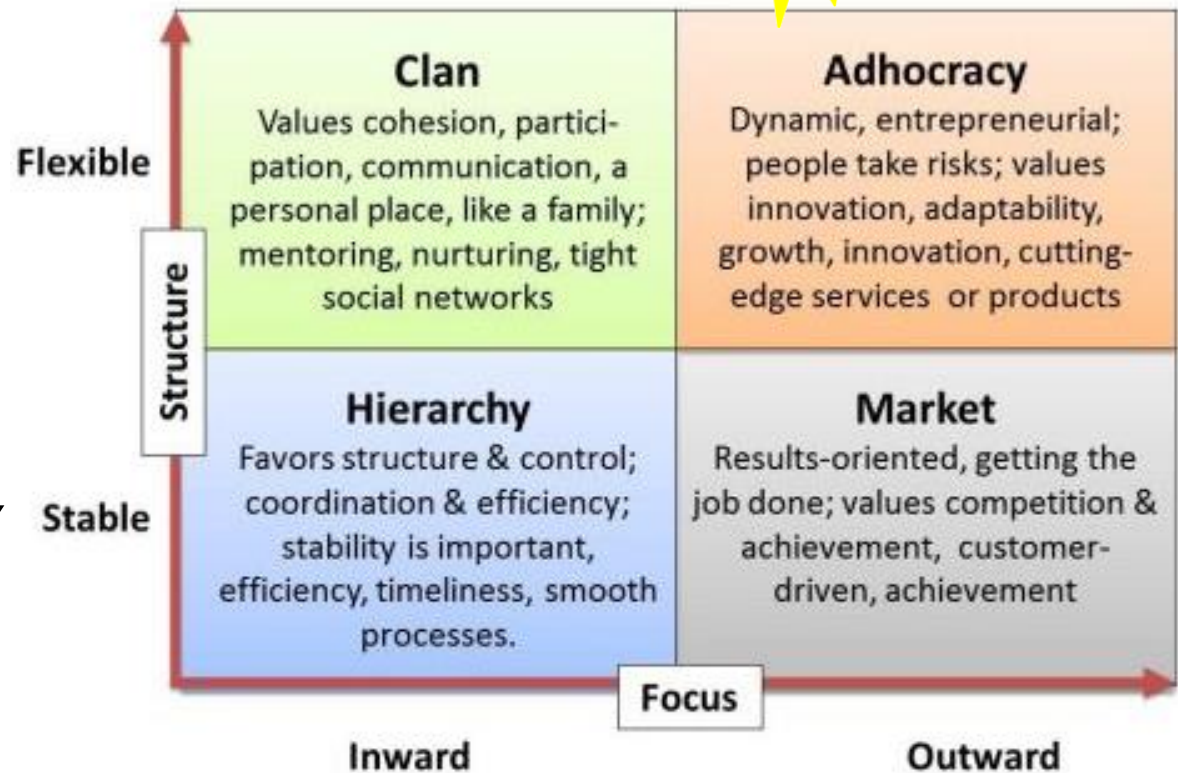 Clan
Values cohesion, partici-
pation, communication, a
personal place, like a family;
mentoring, nurturing, tight
social networks
Adhocracy
Dynamic, entrepreneurial;
people take risks; values
innovation, adaptability,
growth, innovation, cutting-
edge services or products
Flexible
Structure
Stable
Hierarchy
Favors structure & control;
coordination & efficiency;
stability is important,
efficiency, timeliness, smooth
processes.
Market
Results-oriented, getting the
job done; values competition &
achievement, customer-
driven, achievement
Focus
Inward
Outward